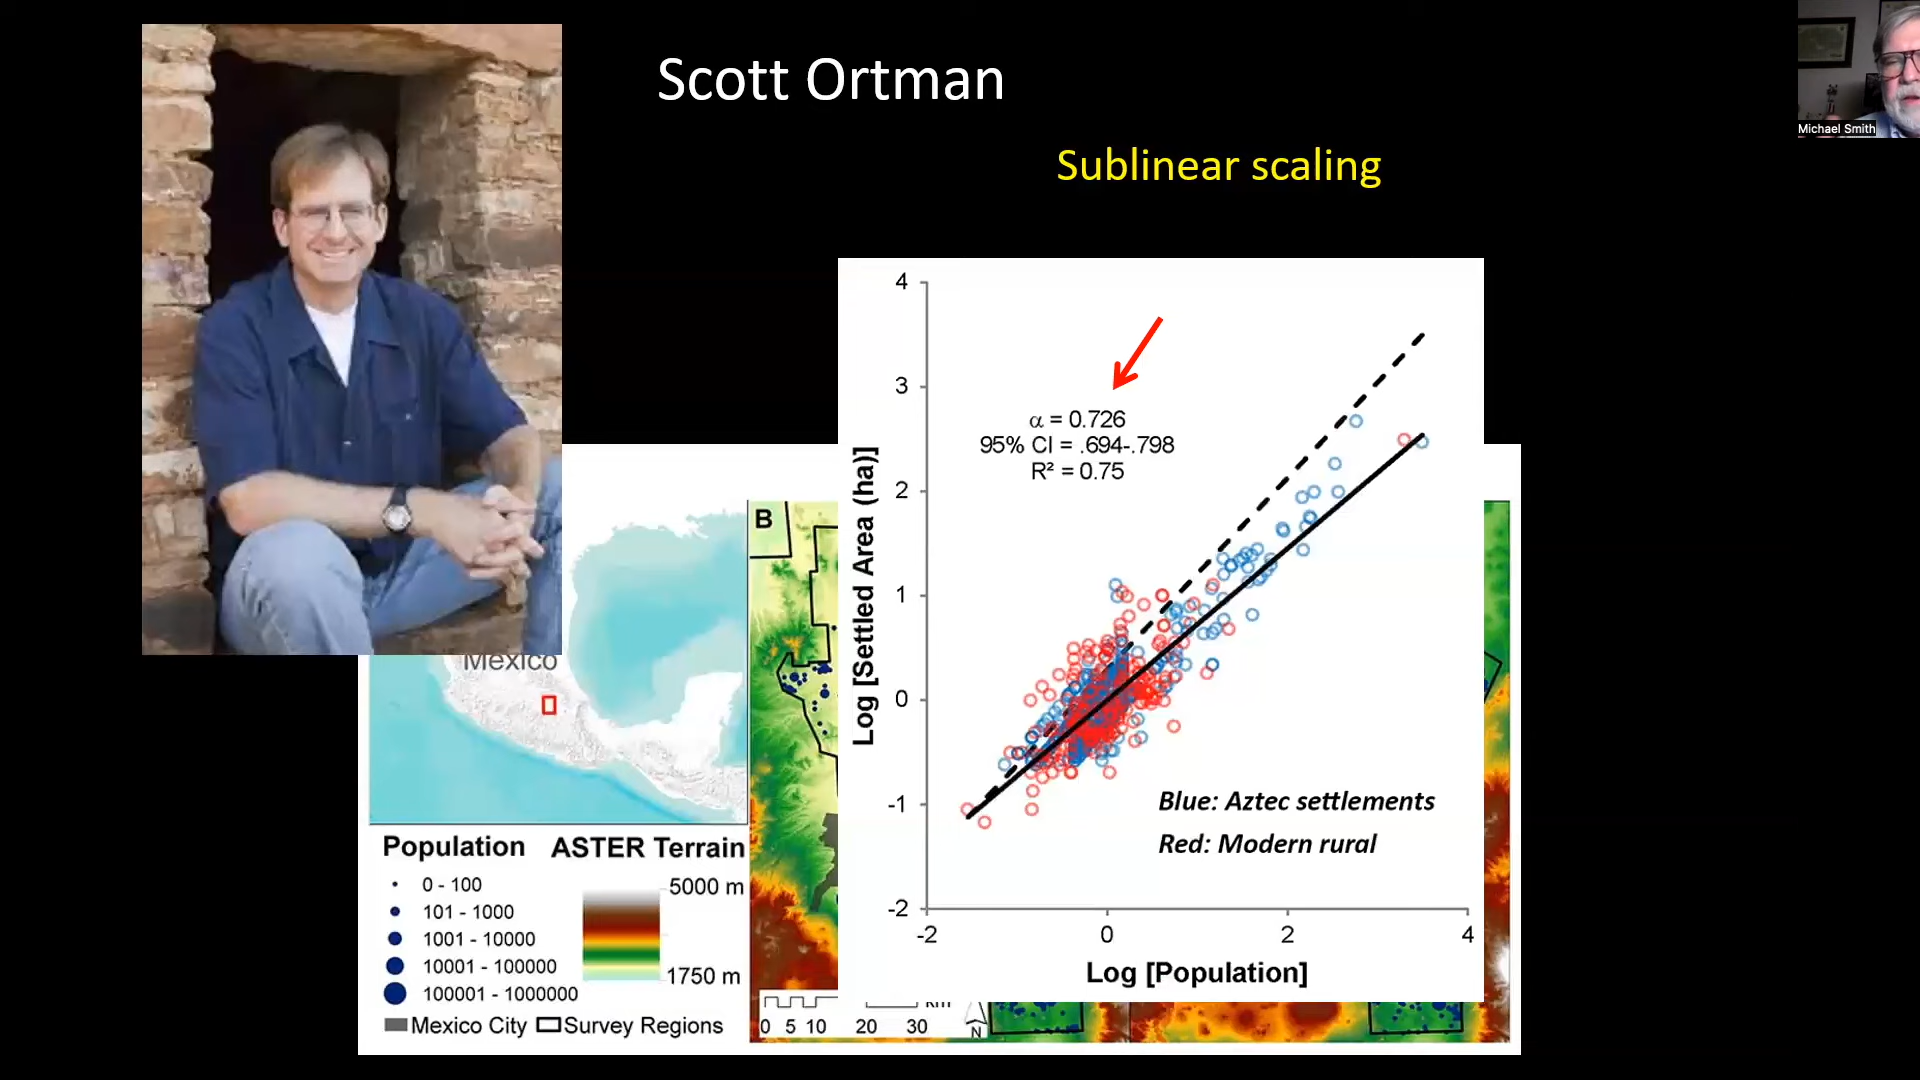 Scott Ortman
Michael Smith
Sublinear scaling
4
3
2
1
0
-1
-2
α = 0.726
95% CI = .694-.798
R² = 0.75
Log [Settled Area (ha)]
Blue: Aztec settlements
Red: Modern rural
-2 0 2 4
Log [Population]
B
Mexico
Population ASTER Terrain
0 - 100
101 - 1000
1001 - 10000
10001 - 100000
100001 - 1000000
5000 m
1750 m
Mexico City Survey Regions
Km
0 5 10 20 30
N